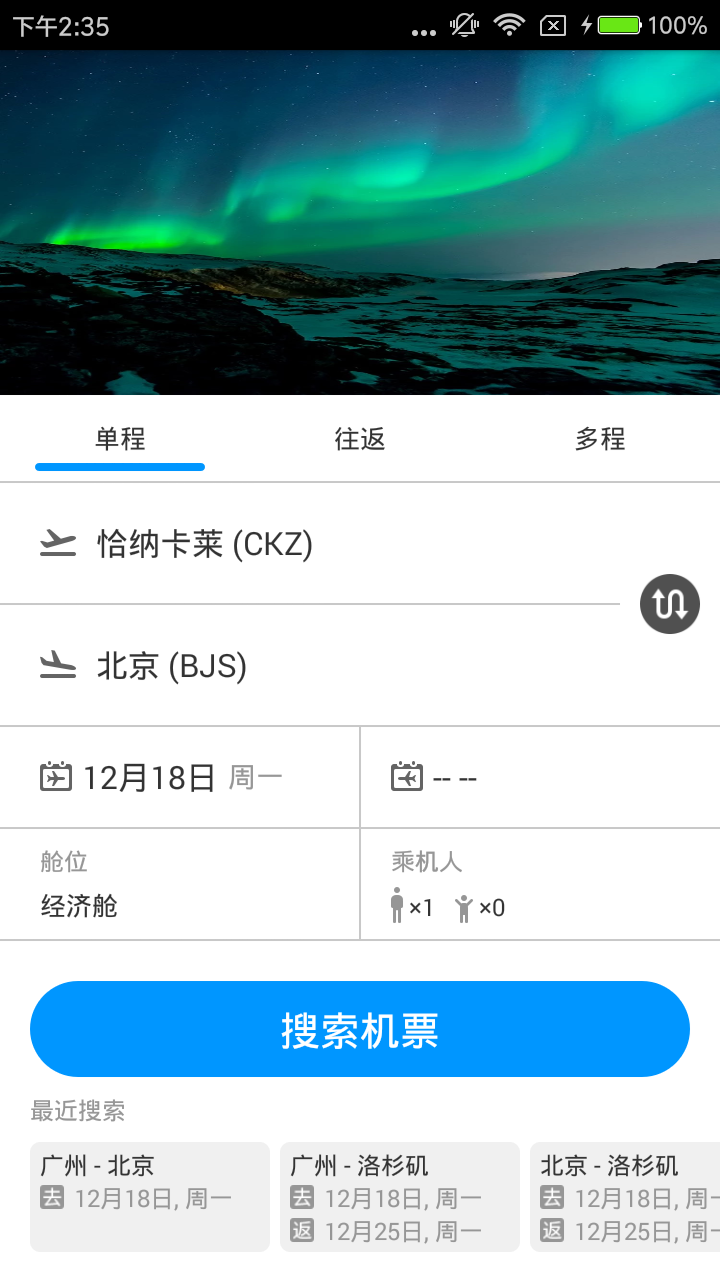 下午2:35
100%
单程
往返
多程
恰纳卡莱 (CKZ)
北京 (BJS)
12月18日 周一
-- --
舱位
经济舱
乘机人
×1 ×0
搜索机票
最近搜索
广州 - 北京
去 12月18日, 周一
广州 - 洛杉矶
去 12月18日, 周一
返 12月25日, 周一
北京 - 洛杉矶
去 12月18日, 周一
返 12月25日, 周一